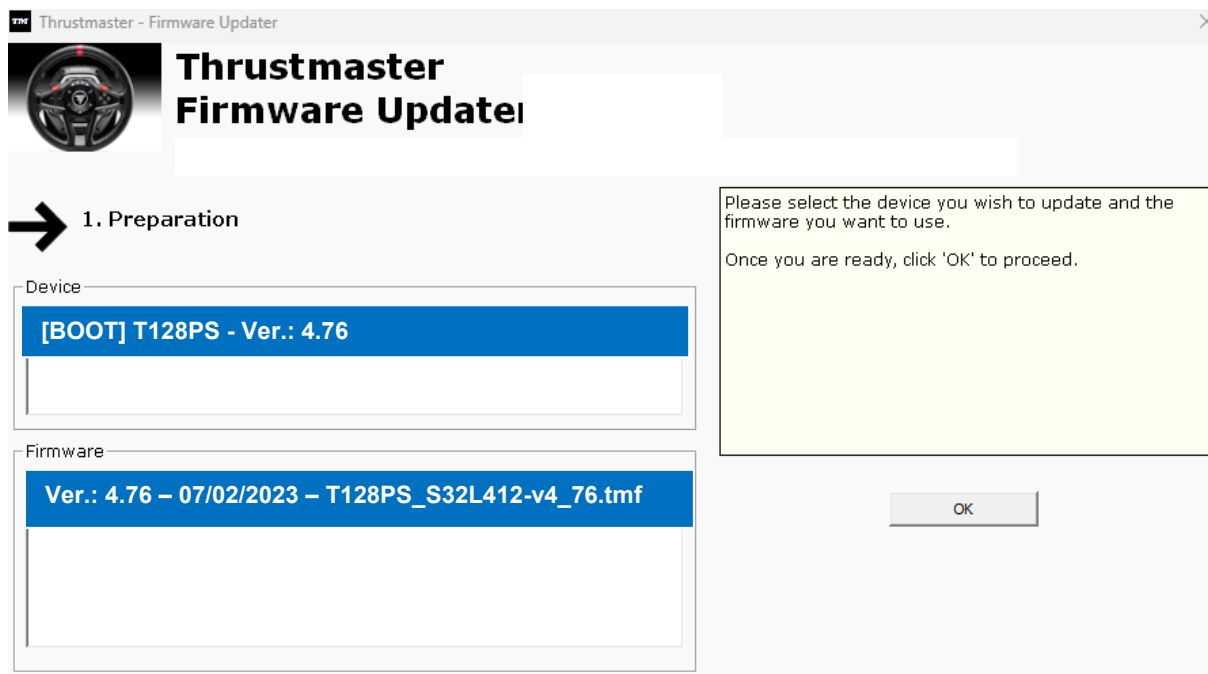 TM Thrustmaster - Firmware Updater
Thrustmaster
Firmware Updater
1. Preparation
Please select the device you wish to update and the
firmware you want to use.
Once you are ready, click 'OK' to proceed.
Device
[BOOT] T128PS - Ver.: 4.76
Firmware
Ver.: 4.76 – 07/02/2023 – T128PS_S32L412-v4_76.tmf
OK